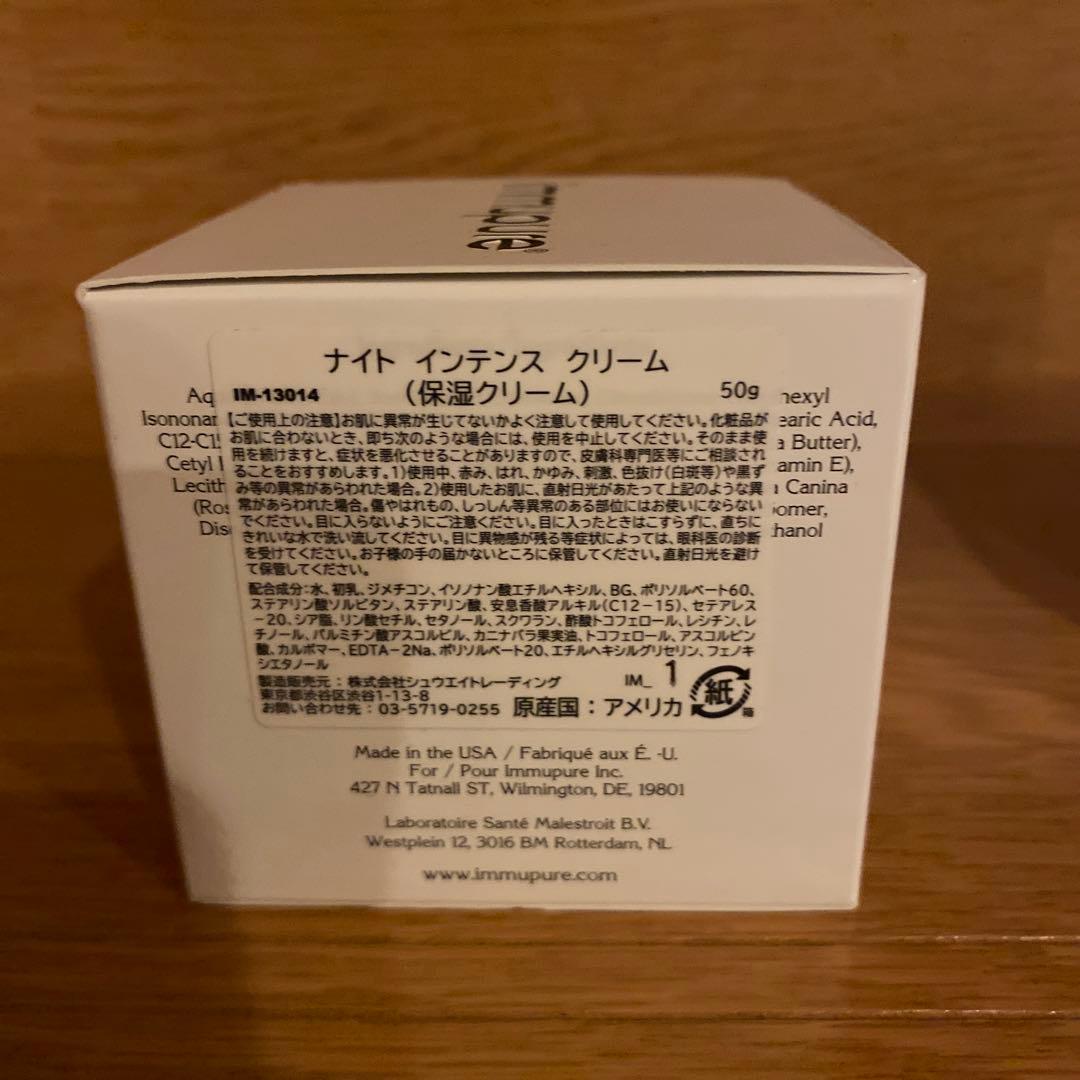 immupure®
ナイト インテンス クリーム
IM-13014 (保湿クリーム) 50g
【ご使用上の注意】お肌に異常が生じてないかよく注意して使用してください。化粧品が
お肌に合わないとき、即ち次のような場合には、使用を中止してください。そのまま使
用を続けますと、症状を悪化させることがありますので、皮膚科専門医等にご相談され
ることをおすすめします。1)使用中、赤み、はれ、かゆみ、刺激、色抜け(白斑等)や黒ず
み等の異常があらわれた場合。2)使用したお肌に、直射日光があたって上記のような異
常があらわれた場合。傷やはれもの、しっしん等異常のある部位にはお使いにならない
でください。目に入らないようにご注意ください。目に入ったときはこすらずに、直ちに
きれいな水で洗い流してください。目に異物感が残る等症状によっては、眼科医の診断
を受けてください。お子様の手の届かないところに保管してください。直射日光を避け
て保管してください。
配合成分:水、初乳、ジメチコン、イソノナン酸エチルヘキシル、BG、ポリソルベート60、
ステアリン酸ソルビタン、ステアリン酸、安息香酸アルキル(C12-15)、セテアレス
-20、シア脂、リン酸セチル、セタノール、スクワラン、酢酸トコフェロール、レシチン、レ
チノール、パルミチン酸アスコルビル、カニナバラ果実油、トコフェロール、アスコルビン
酸、カルボマー、EDTA-2Na、ポリソルベート20、エチルヘキシルグリセリン、フェノキ
シエタノール
製造販売元:株式会社シュウエイトレーディング IM_ 1
東京都渋谷区渋谷1-13-8
お問い合わせ先:03-5719-0255 原産国:アメリカ 紙 箱
Aq
Isononan
C12-C1
Cetyl
Lecith
(Ros
Dis
hexyl
earic Acid,
a Butter),
amin E),
Canina
omer,
thanol
Made in the USA / Fabriqué aux É. -U.
For / Pour Immupure Inc.
427 N Tatnall ST, Wilmington, DE, 19801
Laboratoire Santé Malestroit B.V.
Westplein 12, 3016 BM Rotterdam, NL
www.immupure.com